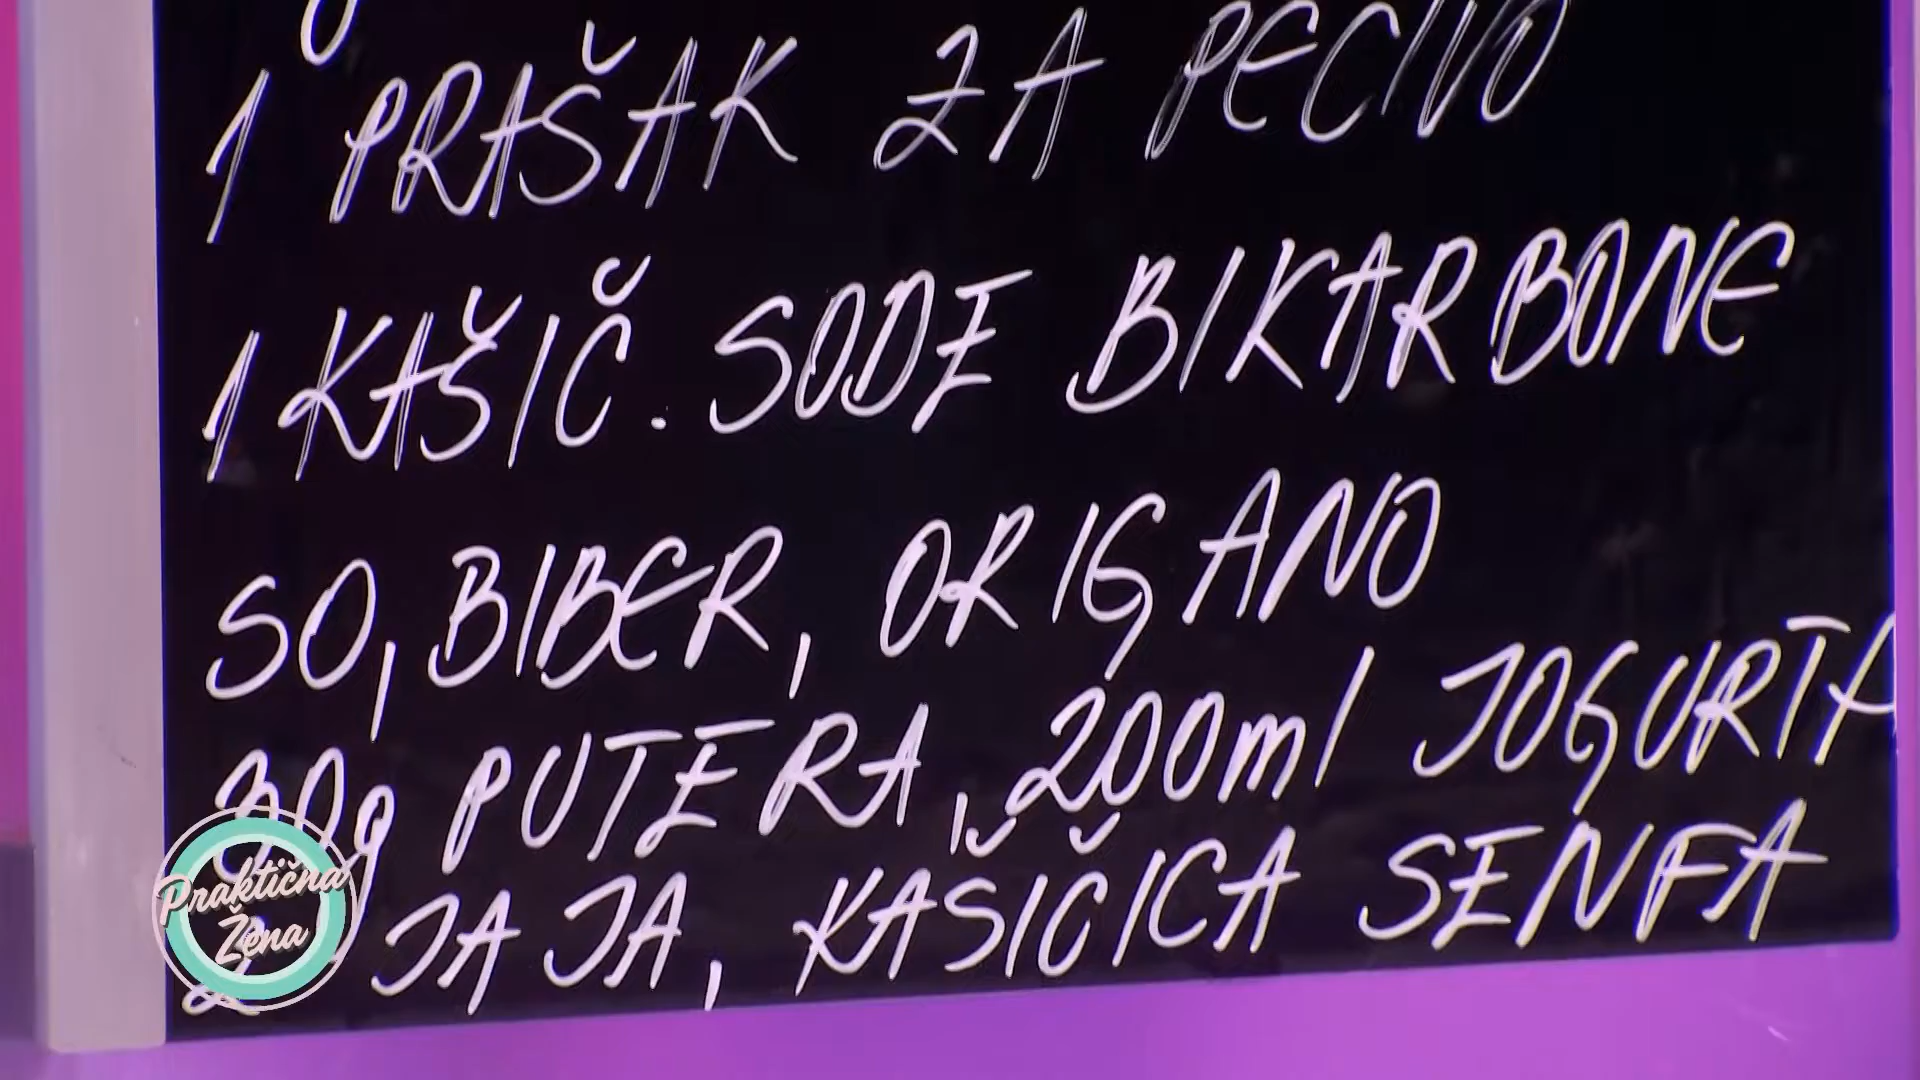 1 PRAŠAK ZA PECIVO
1 KAŠIČ. SODE BIKARBONE
SO, BIBER, ORIGANO
PUTERA, 200ml JOGURTA
JAJA, KAŠIČICA SENFA
Praktična
Žena